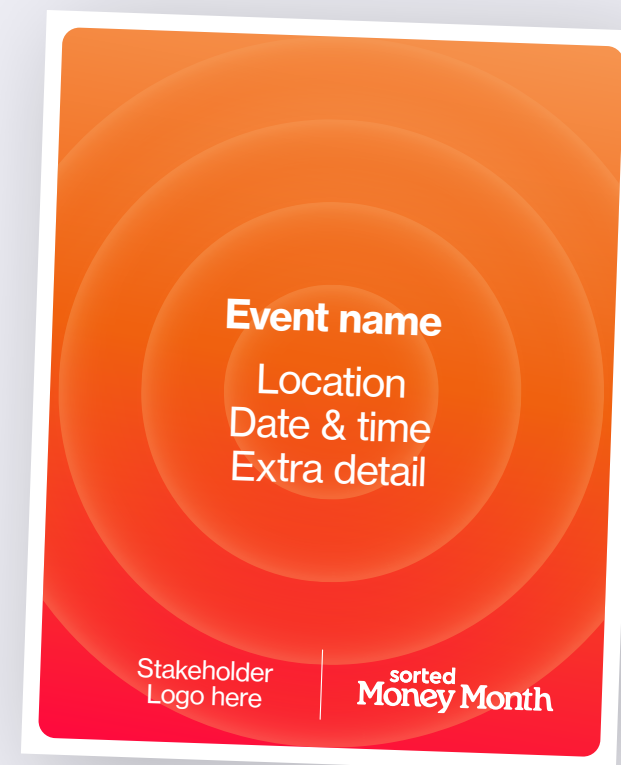 Event name
Location
Date & time
Extra detail
Stakeholder
Logo here
sorted
Money Month